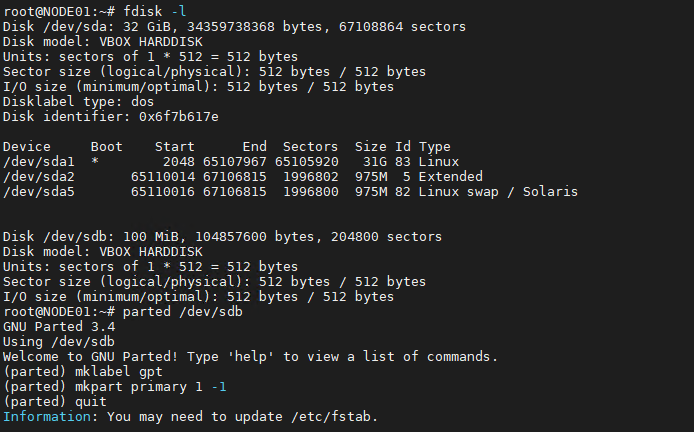 root@NODE01:~# fdisk -l
Disk /dev/sda: 32 GiB, 34359738368 bytes, 67108864 sectors
Disk model: VBOX HARDDISK
Units: sectors of 1 * 512 = 512 bytes
Sector size (logical/physical): 512 bytes / 512 bytes
I/O size (minimum/optimal): 512 bytes / 512 bytes
Disklabel type: dos
Disk identifier: 0x6f7b617e

Device     Boot    Start      End  Sectors  Size Id Type
/dev/sda1  *        2048 65107967 65105920   31G 83 Linux
/dev/sda2       65110014 67106815  1996802  975M  5 Extended
/dev/sda5       65110016 67106815  1996800  975M 82 Linux swap / Solaris

Disk /dev/sdb: 100 MiB, 104857600 bytes, 204800 sectors
Disk model: VBOX HARDDISK
Units: sectors of 1 * 512 = 512 bytes
Sector size (logical/physical): 512 bytes / 512 bytes
I/O size (minimum/optimal): 512 bytes / 512 bytes
root@NODE01:~# parted /dev/sdb
GNU Parted 3.4
Using /dev/sdb
Welcome to GNU Parted! Type 'help' to view a list of commands.
(parted) mklabel gpt
(parted) mkpart primary 1 -1
(parted) quit
Information: You may need to update /etc/fstab.